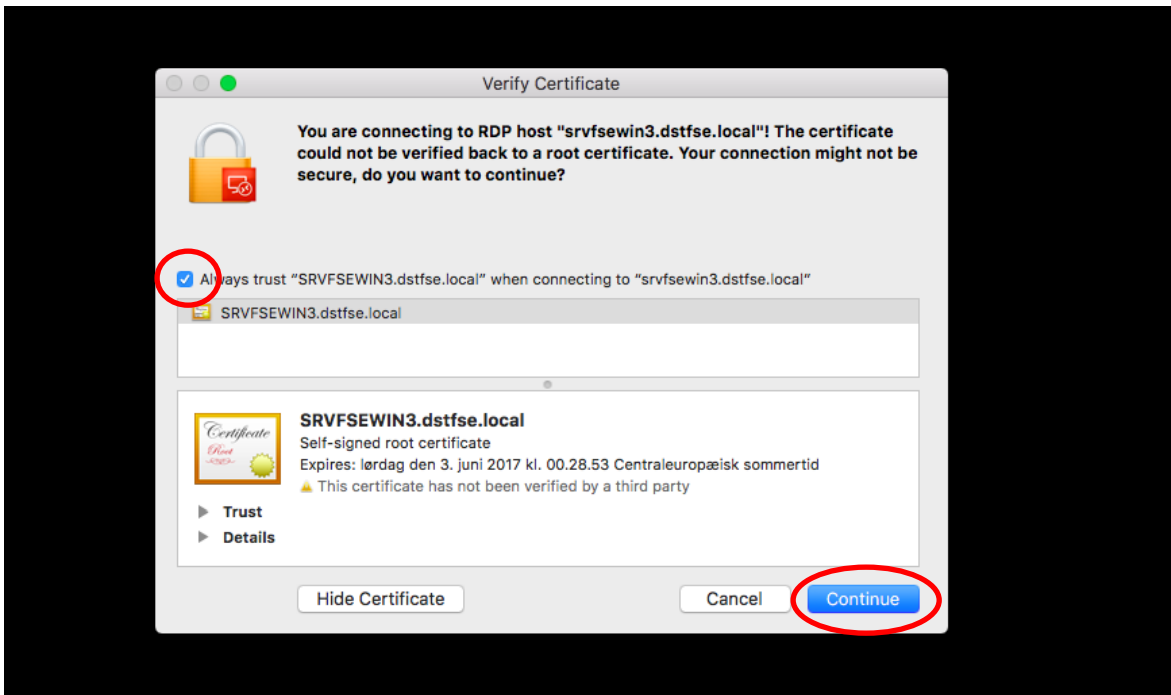 Verify Certificate
You are connecting to RDP host "srvfsewin3.dstfse.local"! The certificate
could not be verified back to a root certificate. Your connection might not be
secure, do you want to continue?
Always trust “SRVFSEWIN3.dstfse.local” when connecting to “srvfsewin3.dstfse.local”
SRVFSEWIN3.dstfse.local
Certificate
Root
SRVFSEWIN3.dstfse.local
Self-signed root certificate
Expires: lørdag den 3. juni 2017 kl. 00.28.53 Centraleuropæisk sommertid
This certificate has not been verified by a third party
Trust
Details
Hide Certificate
Cancel
Continue